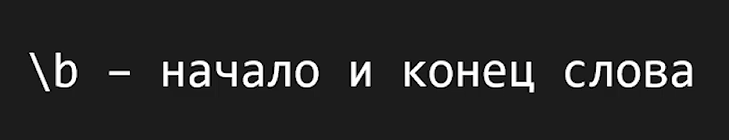 \b – начало и конец слова